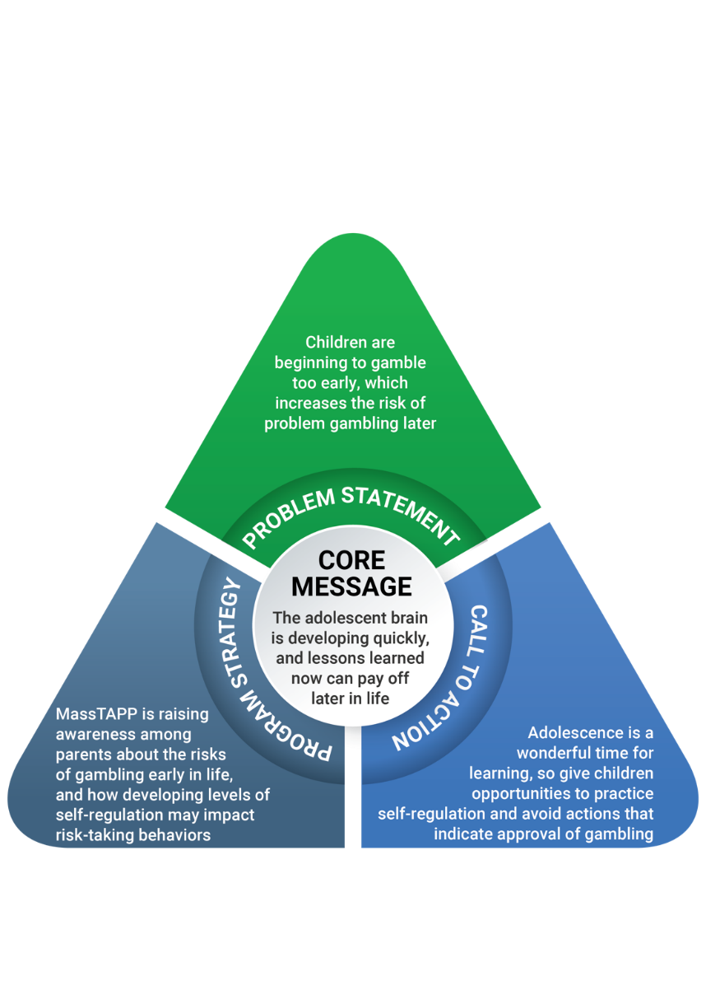 Children are
beginning to gamble
too early, which
increases the risk of
problem gambling later
PROBLEM STATEMENT
CORE
MESSAGE
The adolescent brain
is developing quickly,
and lessons learned
now can pay off
later in life
PROGRAM STRATEGY
MassTAPP is raising
awareness among
parents about the risks
of gambling early in life,
and how developing levels of
self-regulation may impact
risk-taking behaviors
CALL TO ACTION
Adolescence is a
wonderful time for
learning, so give children
opportunities to practice
self-regulation and avoid actions that
indicate approval of gambling